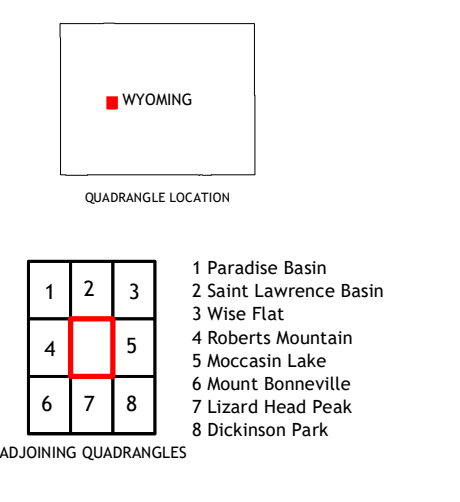 WYOMING
QUADRANGLE LOCATION
1 2 3
4 5
6 7 8
ADJOINING QUADRANGLES
1 Paradise Basin
2 Saint Lawrence Basin
3 Wise Flat
4 Roberts Mountain
5 Moccasin Lake
6 Mount Bonneville
7 Lizard Head Peak
8 Dickinson Park